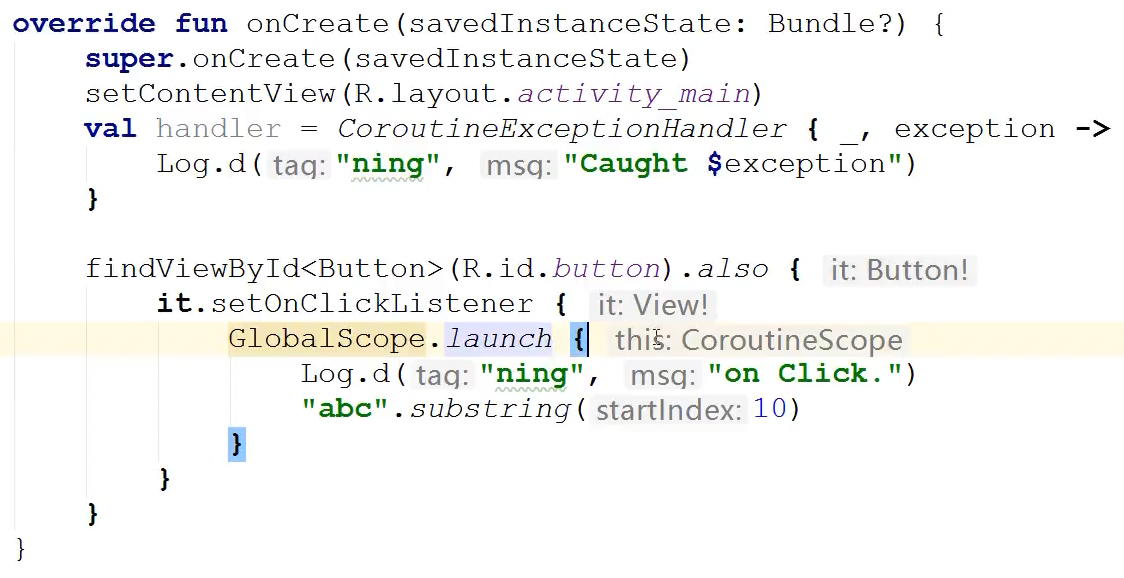 override fun onCreate(savedInstanceState: Bundle?) {
super.onCreate(savedInstanceState)
setContentView(R.layout.activity_main)
val handler = CoroutineExceptionHandler { _, exception ->
Log.d( tag: "ning", msg: "Caught $exception")
}
findViewById<Button>(R.id.button).also { it: Button!
it.setOnClickListener { it: View!
GlobalScope.launch { this: CoroutineScope
Log.d( tag: "ning", msg: "on Click.")
"abc".substring( startIndex: 10)
}
}
}
}